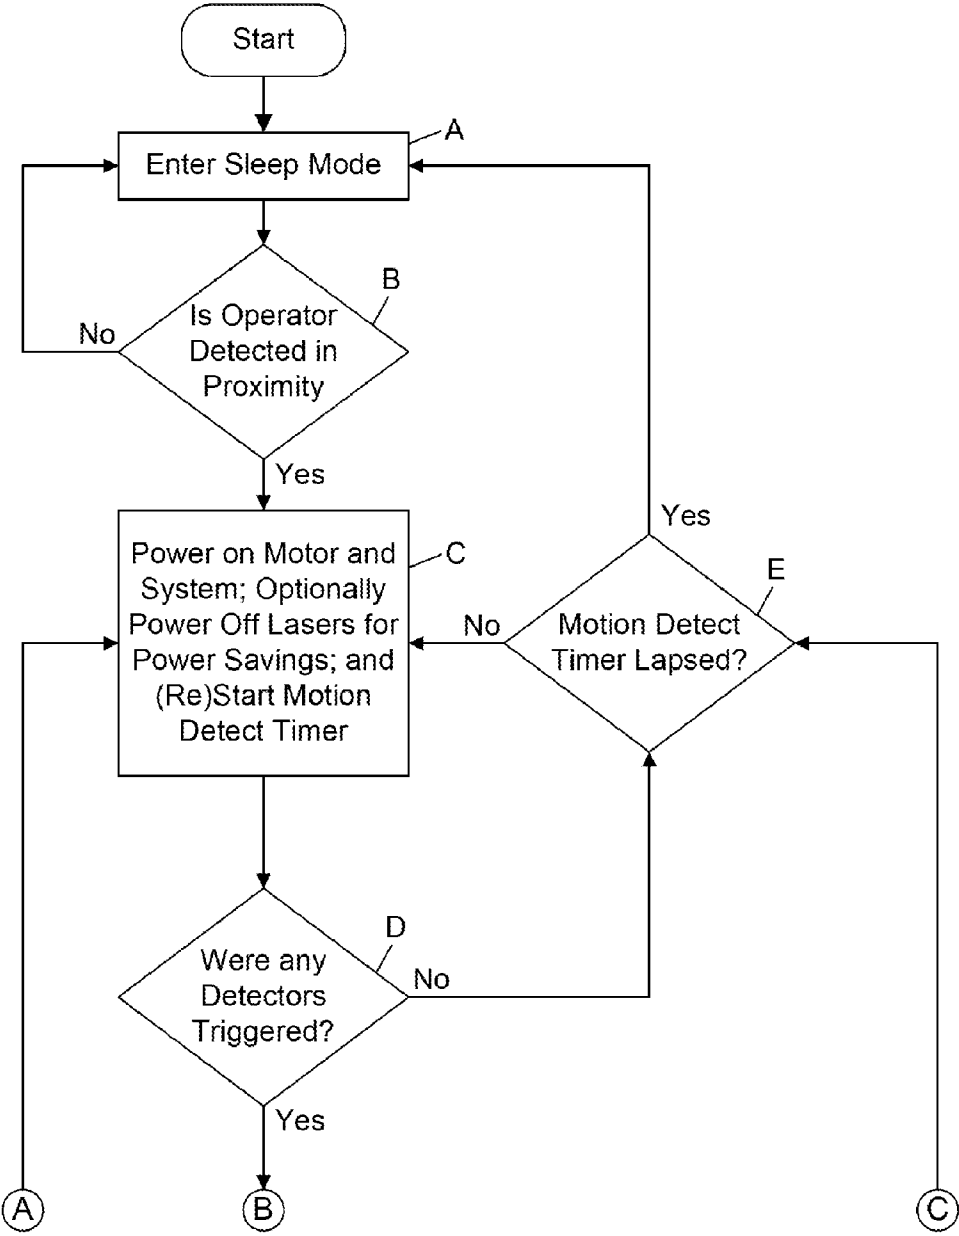 Start
A
Enter Sleep Mode
B
Is Operator
Detected in
Proximity
No
Yes
Power on Motor and
System; Optionally
Power Off Lasers for
Power Savings; and
(Re)Start Motion
Detect Timer
C
Yes
E
No
Motion Detect
Timer Lapsed?
D
Were any
Detectors
Triggered?
No
Yes
A
B
C